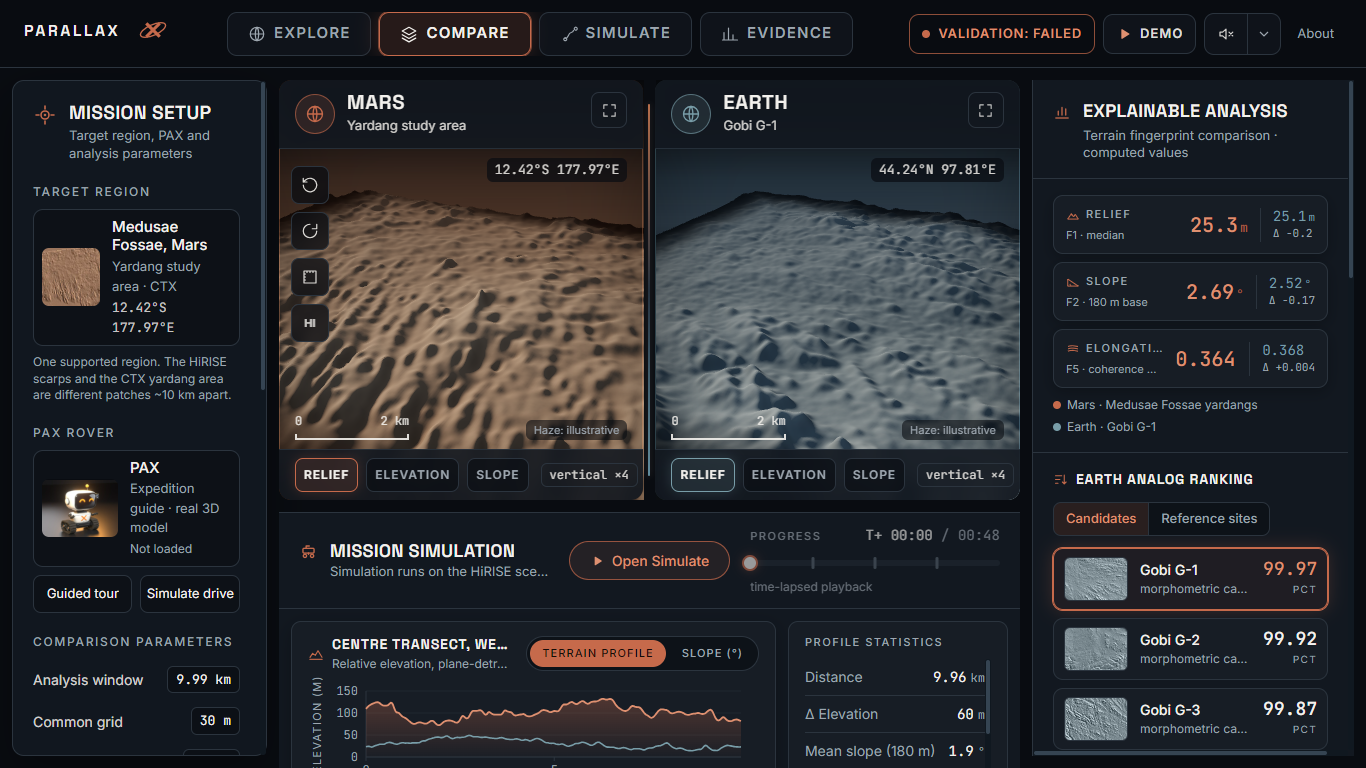 PARALLAX
EXPLORE
COMPARE
SIMULATE
EVIDENCE
VALIDATION: FAILED
DEMO
About
MISSION SETUP
Target region, PAX and
analysis parameters
TARGET REGION
Medusae
Fossae, Mars
Yardang study
area · CTX
12.42°S
177.97°E
One supported region. The HiRISE
scarps and the CTX yardang area
are different patches ~10 km apart.
PAX ROVER
PAX
Expedition
guide · real 3D
model
Not loaded
Guided tour
Simulate drive
COMPARISON PARAMETERS
Analysis window
9.99 km
Common grid
30 m
MARS
Yardang study area
12.42°S 177.97°E
HI
0
2 km
Haze: illustrative
RELIEF
ELEVATION
SLOPE
vertical ×4
EARTH
Gobi G-1
44.24°N 97.81°E
0
2 km
Haze: illustrative
RELIEF
ELEVATION
SLOPE
vertical ×4
MISSION SIMULATION
Simulation runs on the HiRISE sce...
Open Simulate
PROGRESS
T+ 00:00 / 00:48
time-lapsed playback
CENTRE TRANSECT, WE...
Relative elevation, plane-detr...
TERRAIN PROFILE
SLOPE (°)
ELEVATION (M)
150
100
50
0
PROFILE STATISTICS
Distance
9.96 km
Δ Elevation
60 m
Mean slope (180 m)
1.9 °
EXPLAINABLE ANALYSIS
Terrain fingerprint comparison ·
computed values
RELIEF
F1 · median
25.3 m
25.1 m
Δ -0.2
SLOPE
F2 · 180 m base
2.69 °
2.52 °
Δ -0.17
ELONGATI...
F5 · coherence ...
0.364
0.368
Δ +0.004
Mars · Medusae Fossae yardangs
Earth · Gobi G-1
EARTH ANALOG RANKING
Candidates
Reference sites
Gobi G-1
morphometric ca...
99.97
PCT
Gobi G-2
morphometric ca...
99.92
PCT
Gobi G-3
morphometric ca...
99.87
PCT